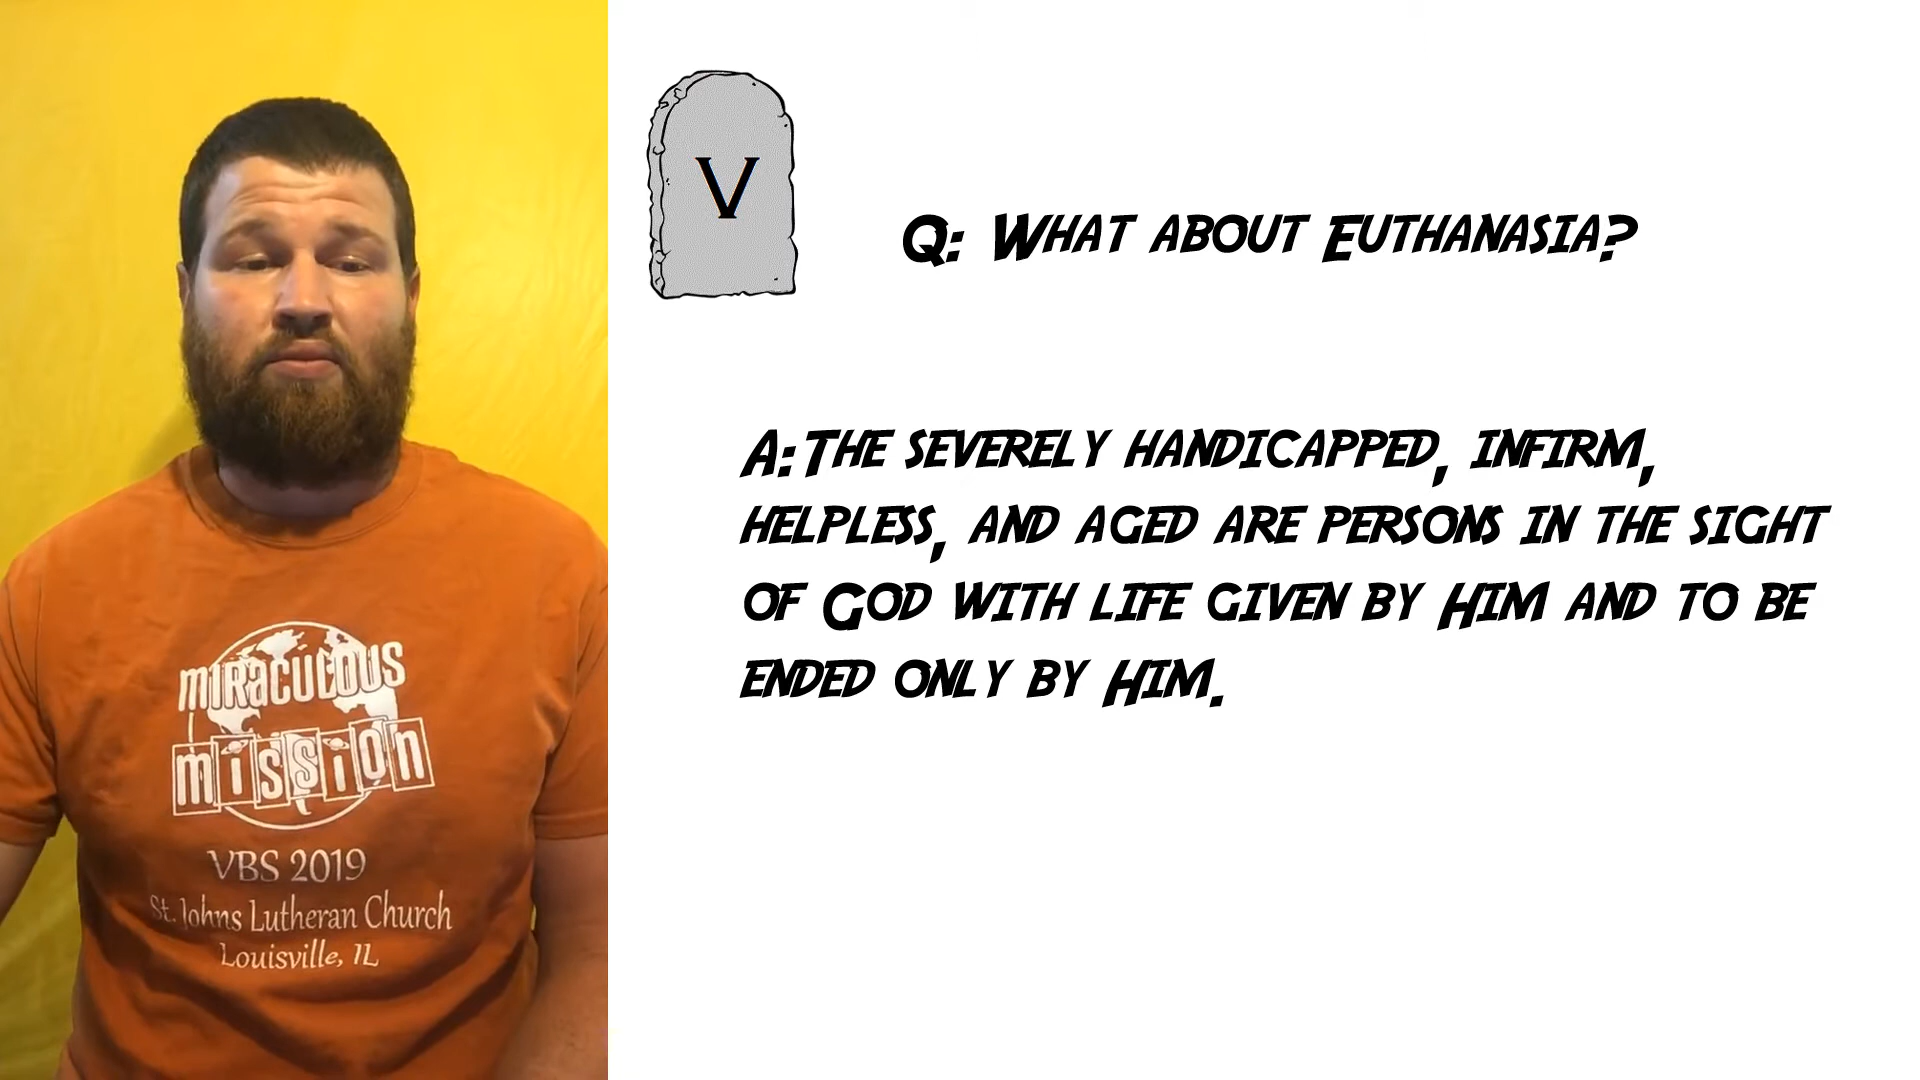 miraculous
mission
VBS 2019
St. Johns Lutheran Church
Louisville, IL
V
Q: What about Euthanasia?
A: The severely handicapped, infirm,
helpless, and aged are persons in the sight
of God with life given by Him and to be
ended only by Him.